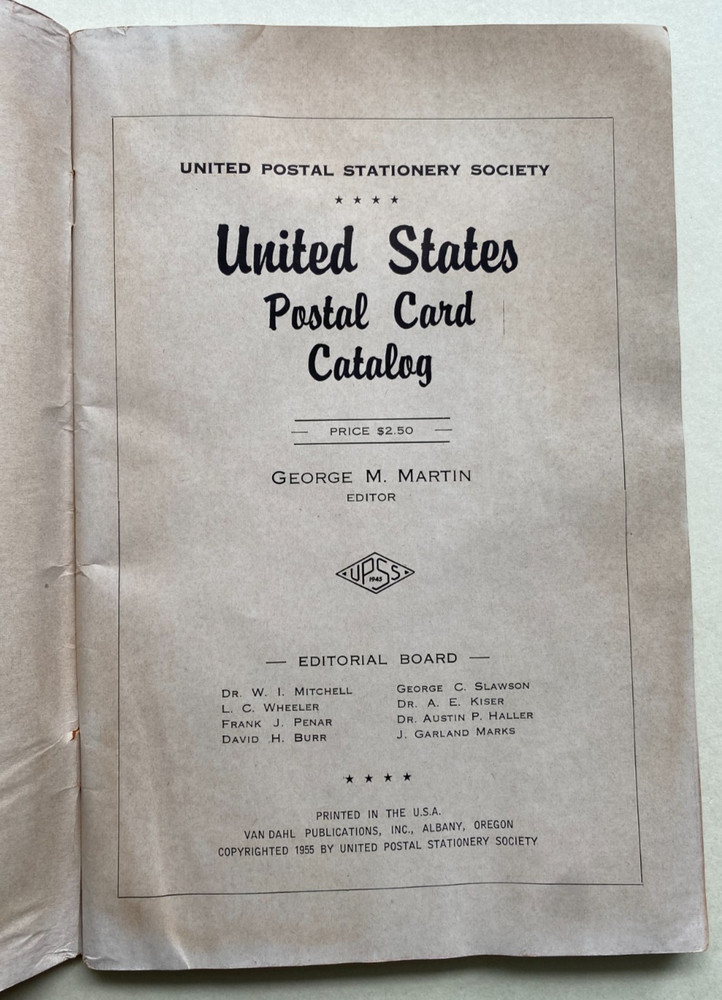 UNITED POSTAL STATIONERY SOCIETY
★ ★ ★ ★
United States
Postal Card
Catalog
— PRICE $2.50 —
GEORGE M. MARTIN
EDITOR
UPSS
1945
— EDITORIAL BOARD —
DR. W. I. MITCHELL
L. C. WHEELER
FRANK J. PENAR
DAVID H. BURR
GEORGE C. SLAWSON
DR. A. E. KISER
DR. AUSTIN P. HALLER
J. GARLAND MARKS
★ ★ ★ ★
PRINTED IN THE U.S.A.
VAN DAHL PUBLICATIONS, INC., ALBANY, OREGON
COPYRIGHTED 1955 BY UNITED POSTAL STATIONERY SOCIETY